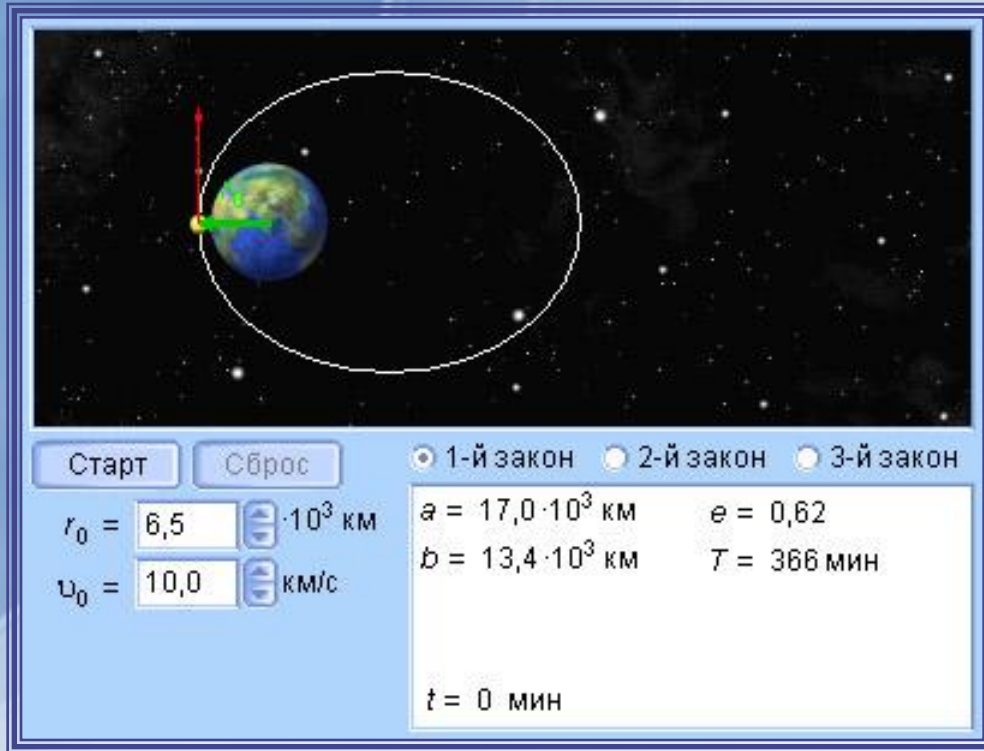 Старт Сброс
1-й закон 2-й закон 3-й закон
r₀ = 6,5 ·10³ км
υ₀ = 10,0 км/с
a = 17,0·10³ км e = 0,62
b = 13,4·10³ км T = 366 мин
t = 0 мин